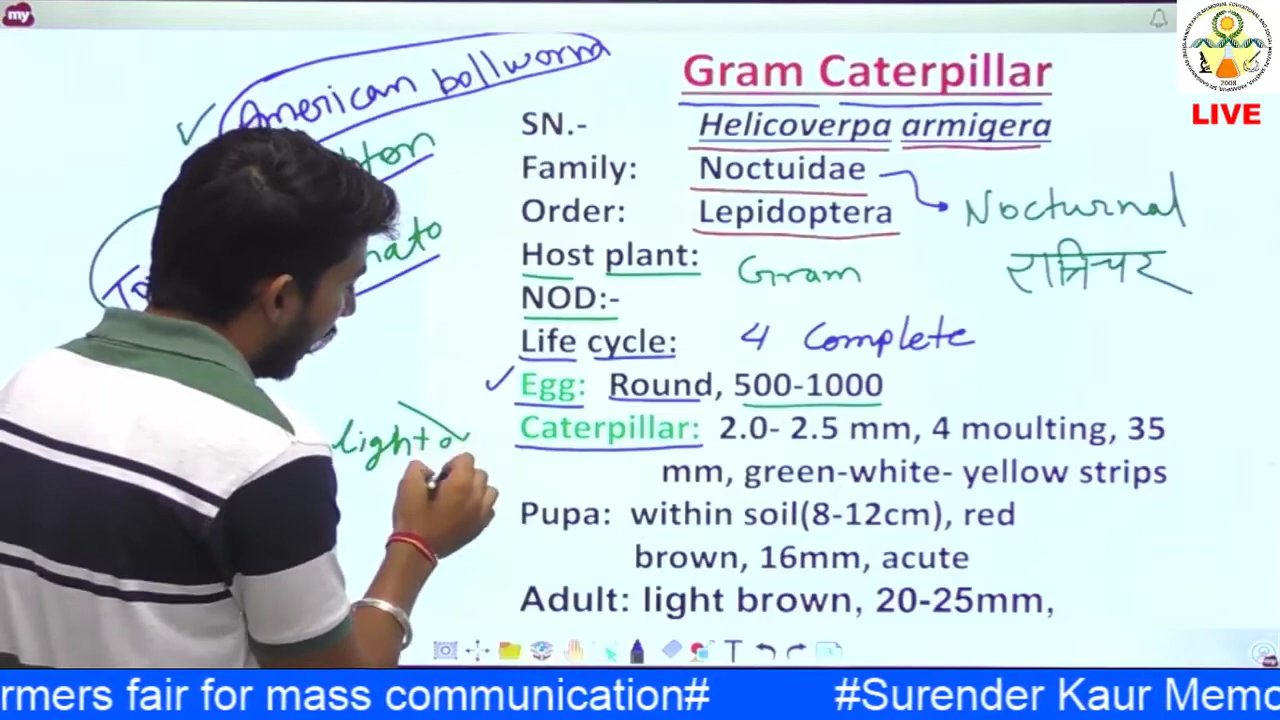 my
American bollworm
Gram Caterpillar
LIVE
SN.- Helicoverpa armigera
Family: Noctuidae Nocturnal
Order: Lepidoptera
रात्रिचर
Host plant: Gram
NOD:-
Life cycle: 4 Complete
Egg: Round, 500-1000
Caterpillar: 2.0- 2.5 mm, 4 moulting, 35
mm, green-white- yellow strips
Pupa: within soil(8-12cm), red
brown, 16mm, acute
Adult: light brown, 20-25mm,
2008
rmers fair for mass communication# #Surender Kaur Memo